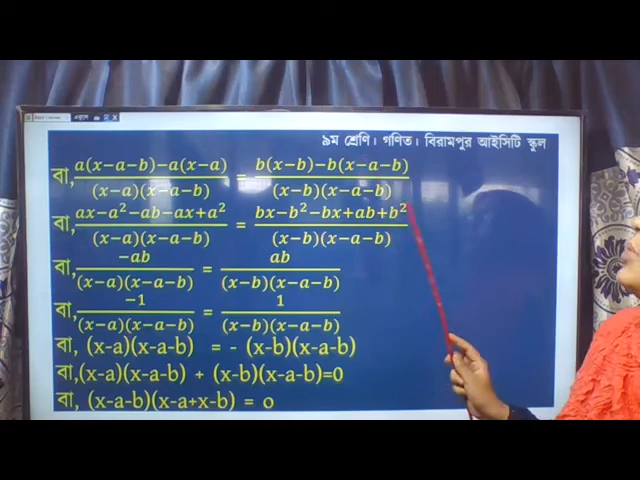 ৯ম শ্রেণি। গণিত। বিরামপুর আইসিটি স্কুল
বা, a(x−a−b)−a(x−a) / (x−a)(x−a−b) = b(x−b)−b(x−a−b) / (x−b)(x−a−b)
বা, ax−a²−ab−ax+a² / (x−a)(x−a−b) = bx−b²−bx+ab+b² / (x−b)(x−a−b)
বা, −ab / (x−a)(x−a−b) = ab / (x−b)(x−a−b)
বা, −1 / (x−a)(x−a−b) = 1 / (x−b)(x−a−b)
বা, (x-a)(x-a-b) = - (x-b)(x-a-b)
বা,(x-a)(x-a-b) + (x-b)(x-a-b)=0
বা, (x-a-b)(x-a+x-b) = o